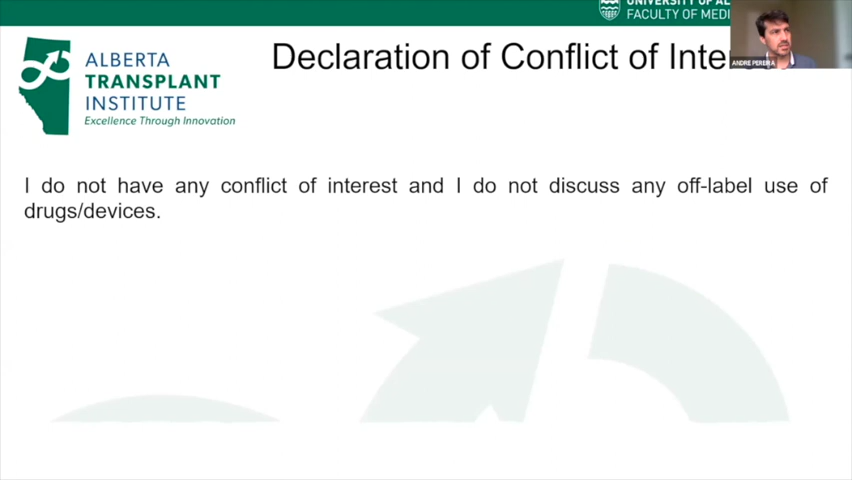 UNIVERSITY OF AL
FACULTY OF MEDI
ALBERTA
TRANSPLANT
INSTITUTE
Excellence Through Innovation
Declaration of Conflict of Inte
ANDRE PEREIRA
I do not have any conflict of interest and I do not discuss any off-label use of
drugs/devices.